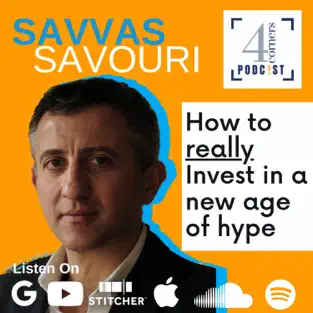 SAVVAS
SAVOURI
4 corners
PODCAST
How to
really
Invest in a
new age
of hype
Listen On
G
STITCHER